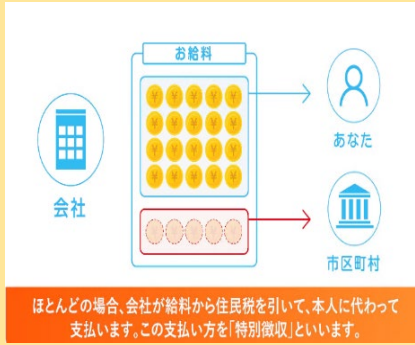 お給料
会社
あなた
市区町村
ほとんどの場合、会社が給料から住民税を引いて、本人に代わって
支払います。この支払い方を「特別徴収」といいます。